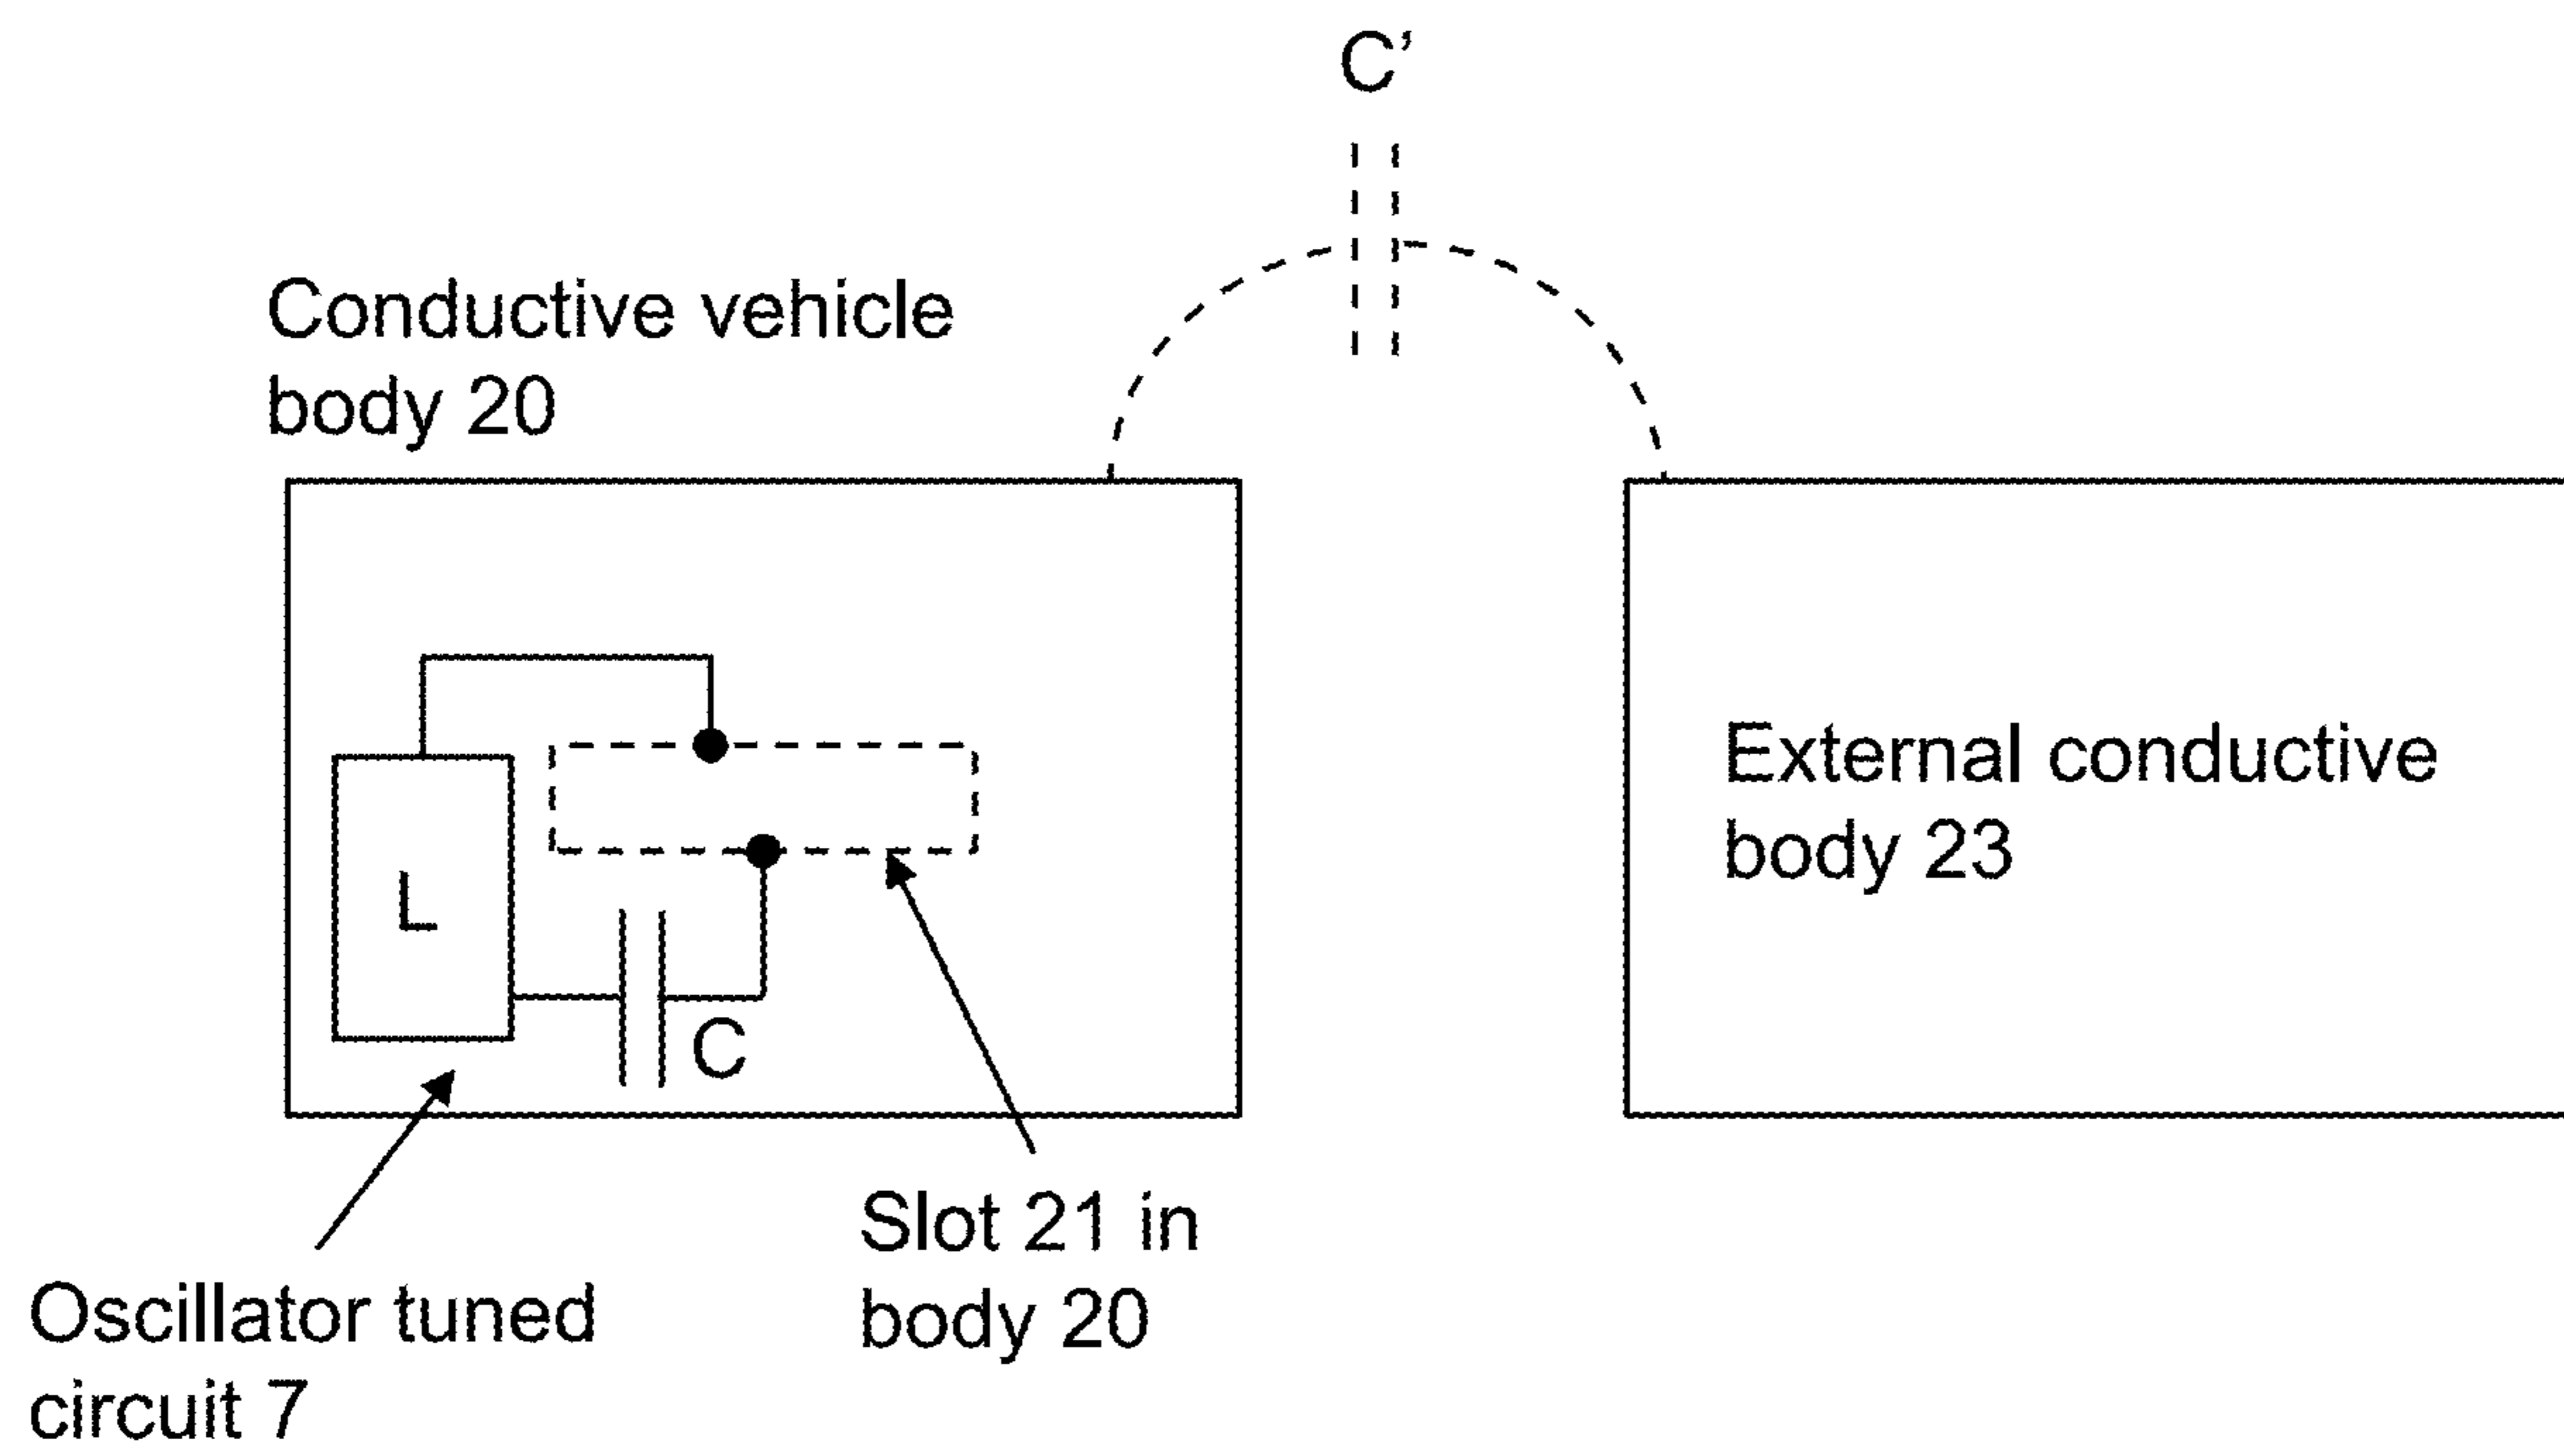 C’
Conductive vehicle
body 20
External conductive
body 23
L
C
Slot 21 in
body 20
Oscillator tuned
circuit 7